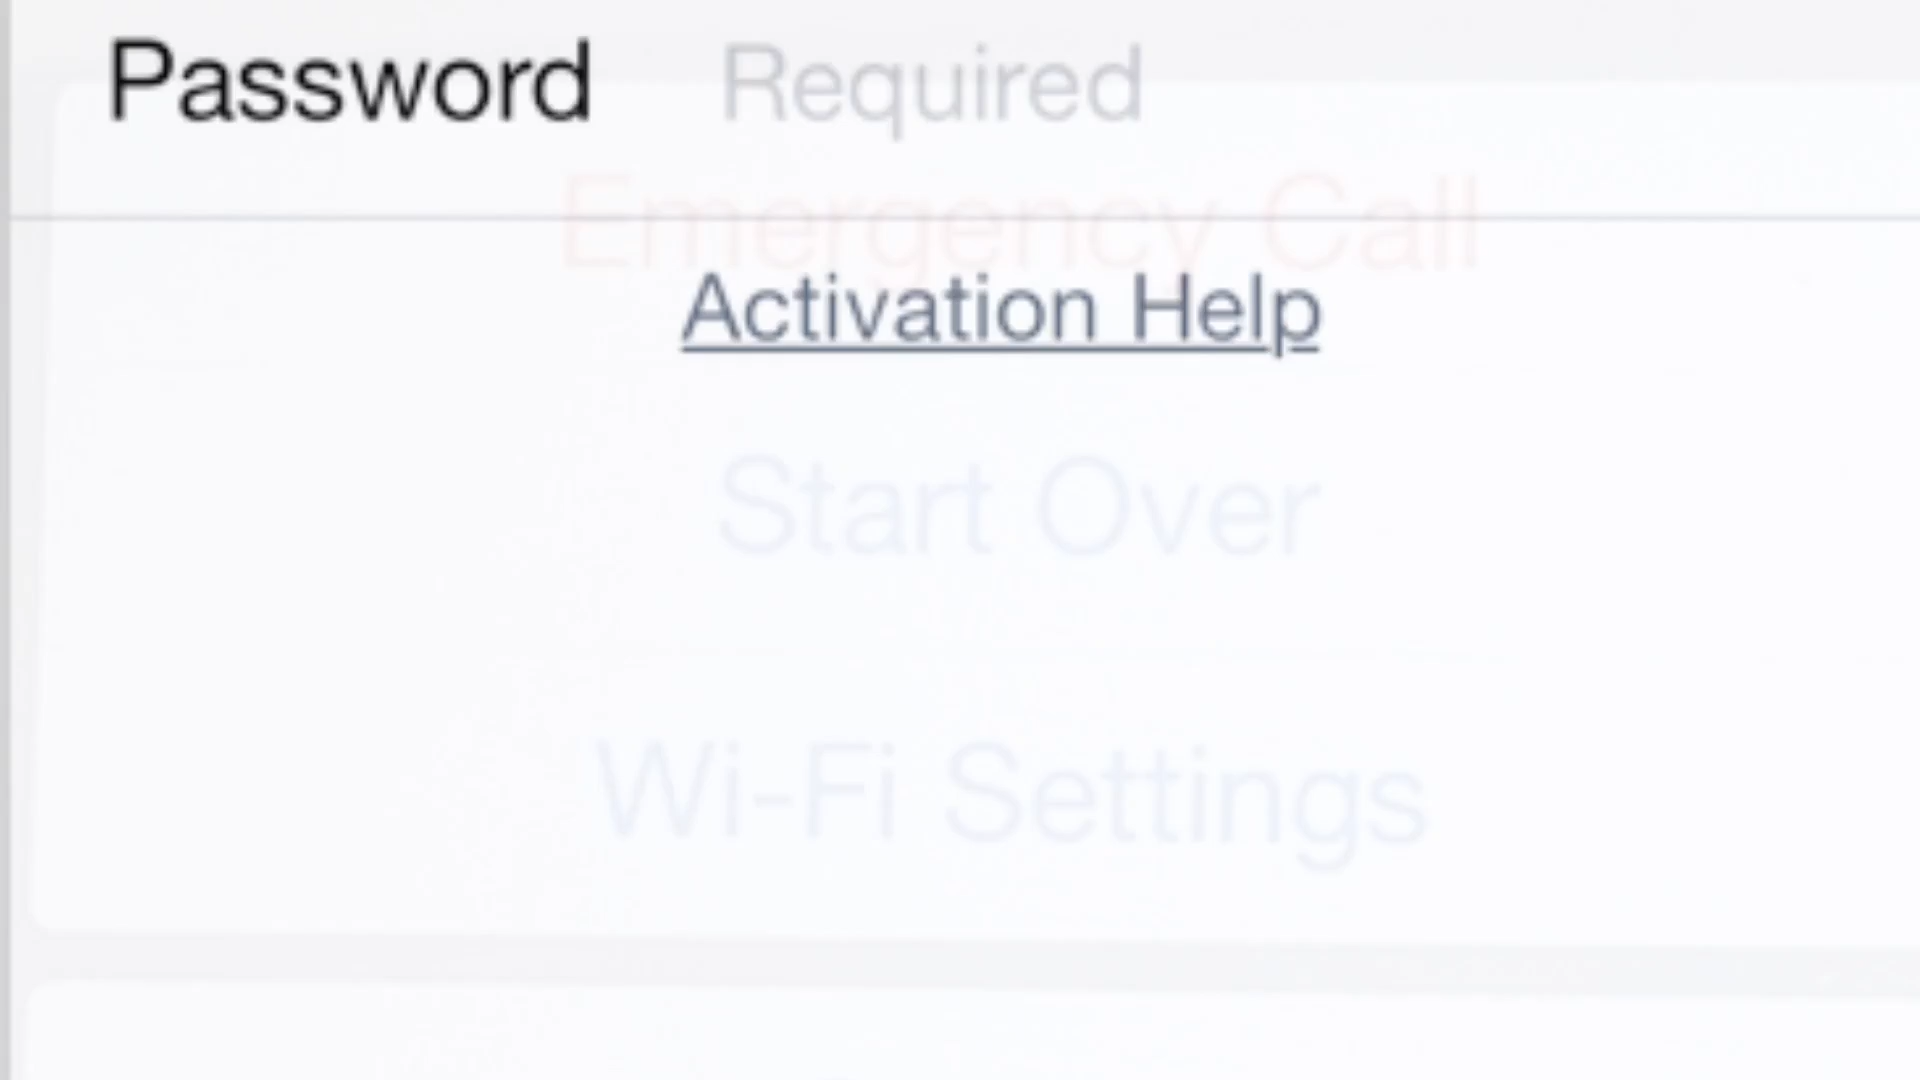 Password Required
Emergency Call
Activation Help
Start Over
Wi-Fi Settings